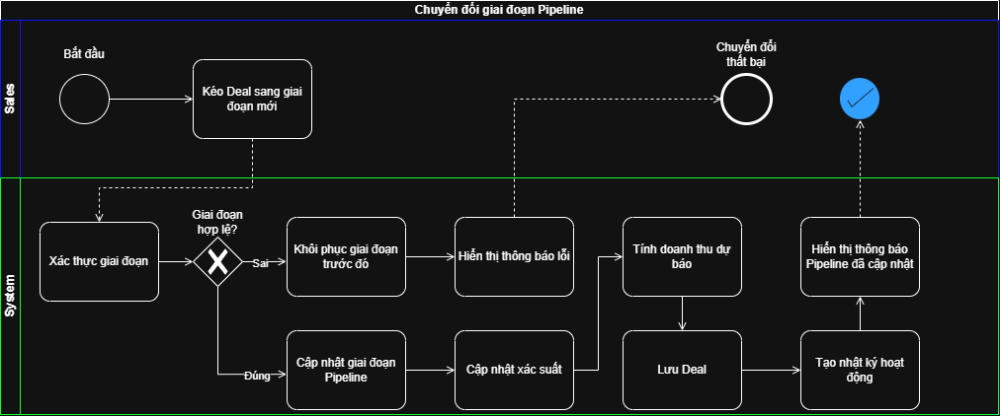 Chuyển đổi giai đoạn Pipeline
Sales
Bắt đầu
Kéo Deal sang giai
đoạn mới
Chuyển đổi
thất bại
System
Xác thực giai đoạn
Giai đoạn
hợp lệ?
Sai
Khôi phục giai đoạn
trước đó
Hiển thị thông báo lỗi
Tính doanh thu dự
báo
Hiển thị thông báo
Pipeline đã cập nhật
Đúng
Cập nhật giai đoạn
Pipeline
Cập nhật xác suất
Lưu Deal
Tạo nhật ký hoạt
động